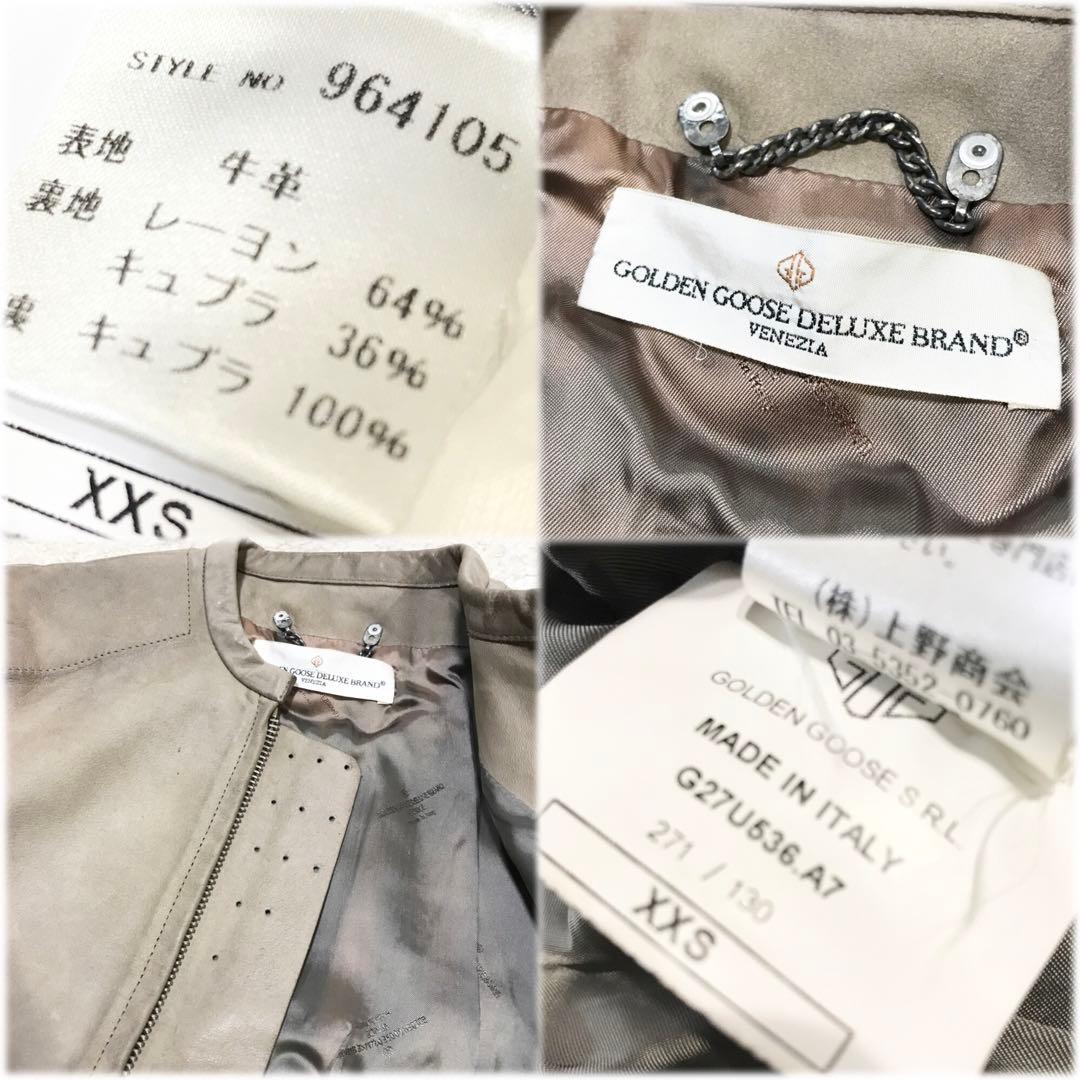 STYLE NO 964105
表地 牛革
裏地 レーヨン 64%
キュプラ 36%
裏 キュプラ 100%
XXS
GOLDEN GOOSE DELUXE BRAND®
VENEZIA
GOLDEN GOOSE DELUXE BRAND®
VENEZIA
(株)上野商会
TEL 03-5352-0760
GOLDEN GOOSE S.R.L.
MADE IN ITALY
G27U536.A7
271 / 130
XXS